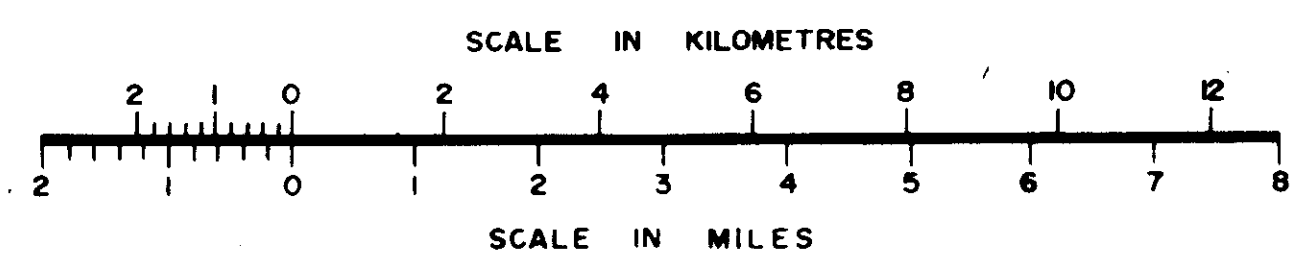 SCALE IN KILOMETRES
2 1 0 2 4 6 8 10 12
2 1 0 1 2 3 4 5 6 7 8
SCALE IN MILES